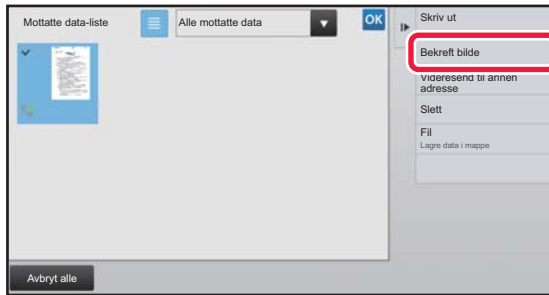 Mottatte data-liste
Alle mottatte data
OK
Skriv ut
Bekreft bilde
Videresend til annen
adresse
Slett
Fil
Lagre data i mappe
Avbryt alle